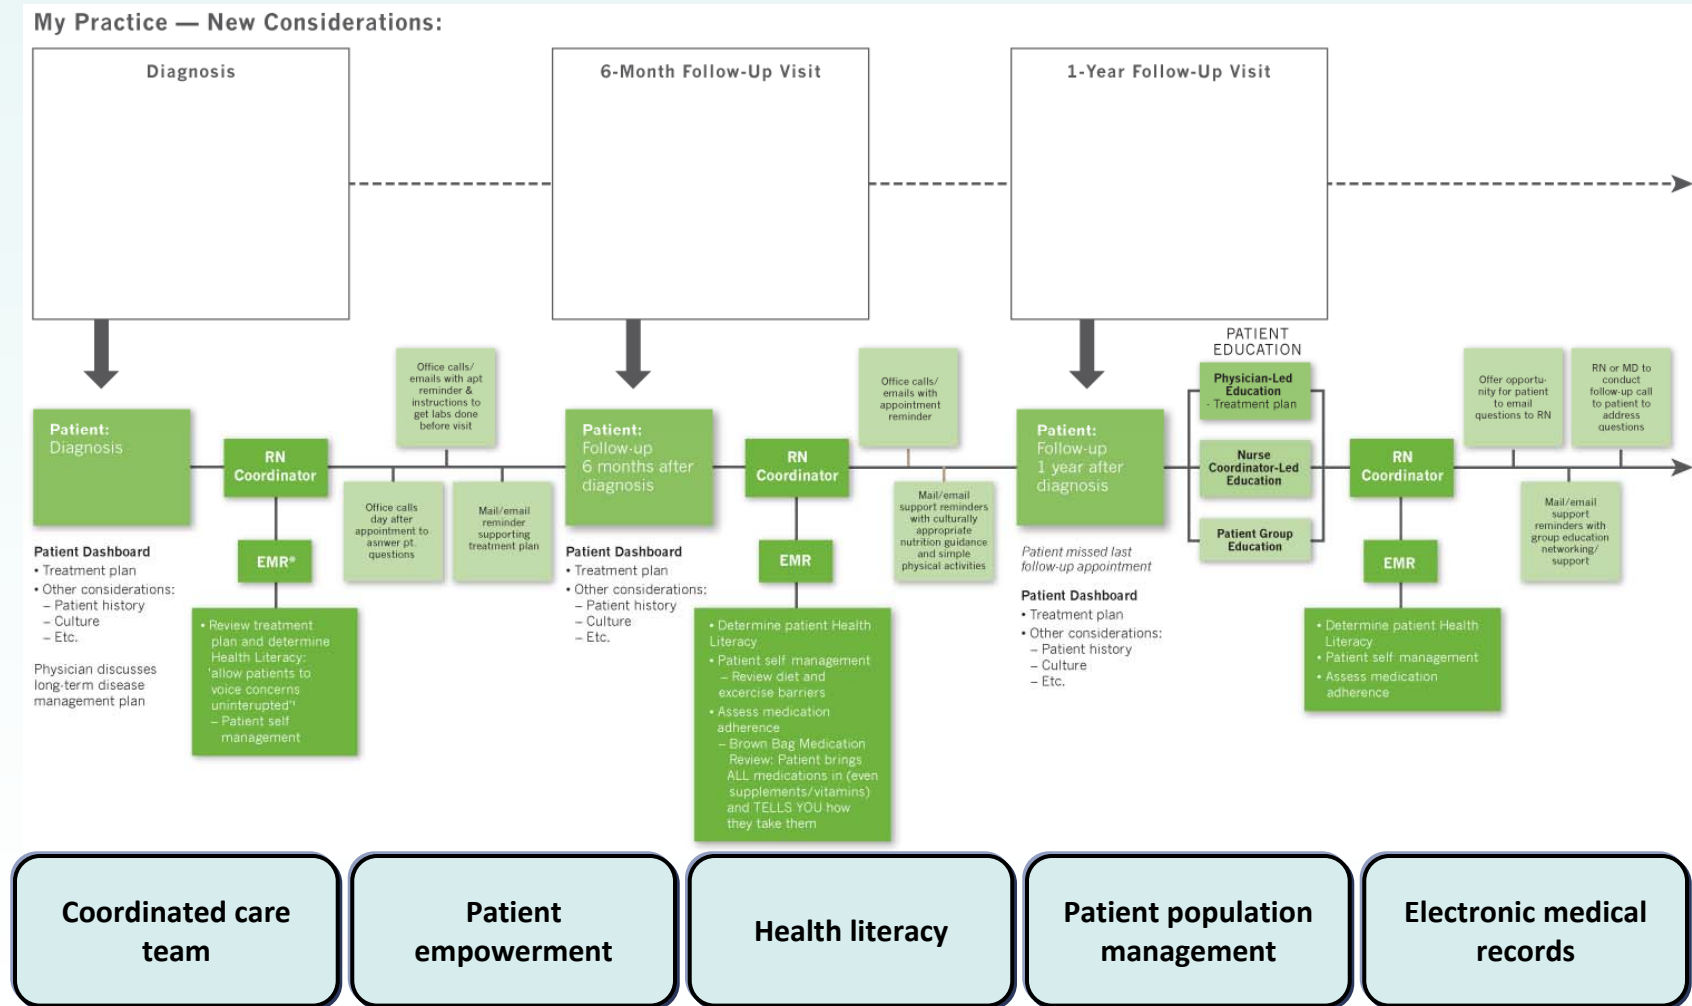 My Practice — New Considerations:
Diagnosis
6-Month Follow-Up Visit
1-Year Follow-Up Visit
Patient:
Diagnosis
Patient Dashboard
• Treatment plan
• Other considerations:
– Patient history
– Culture
– Etc.
Physician discusses
long-term disease
management plan
RN
Coordinator
EMR*
• Review treatment
plan and determine
Health Literacy:
'allow patients to
voice concerns
uninterupted'¹
– Patient self
management
Office calls/
emails with apt
reminder &
instructions to
get labs done
before visit
Office calls
day after
appointment to
asnwer pt.
questions
Mail/email
reminder
supporting
treatment plan
Patient:
Follow-up
6 months after
diagnosis
Patient Dashboard
• Treatment plan
• Other considerations:
– Patient history
– Culture
– Etc.
RN
Coordinator
EMR
• Determine patient Health
Literacy
• Patient self management
– Review diet and
excercise barriers
• Assess medication
adherence
– Brown Bag Medication
Review: Patient brings
ALL medications in (even
supplements/vitamins)
and TELLS YOU how
they take them
Office calls/
emails with
appointment
reminder
Mail/email
support reminders
with culturally
appropriate
nutrition guidance
and simple
physical activities
Patient:
Follow-up
1 year after
diagnosis
Patient missed last
follow-up appointment
Patient Dashboard
• Treatment plan
• Other considerations:
– Patient history
– Culture
– Etc.
PATIENT
EDUCATION
Physician-Led
Education
- Treatment plan
Nurse
Coordinator-Led
Education
Patient Group
Education
RN
Coordinator
EMR
• Determine patient Health
Literacy
• Patient self management
• Assess medication
adherence
Offer opportu-
nity for patient
to email
questions to RN
RN or MD to
conduct
follow-up call
to patient to
address
questions
Mail/email
support
reminders with
group education
networking/
support
Coordinated care
team
Patient
empowerment
Health literacy
Patient population
management
Electronic medical
records